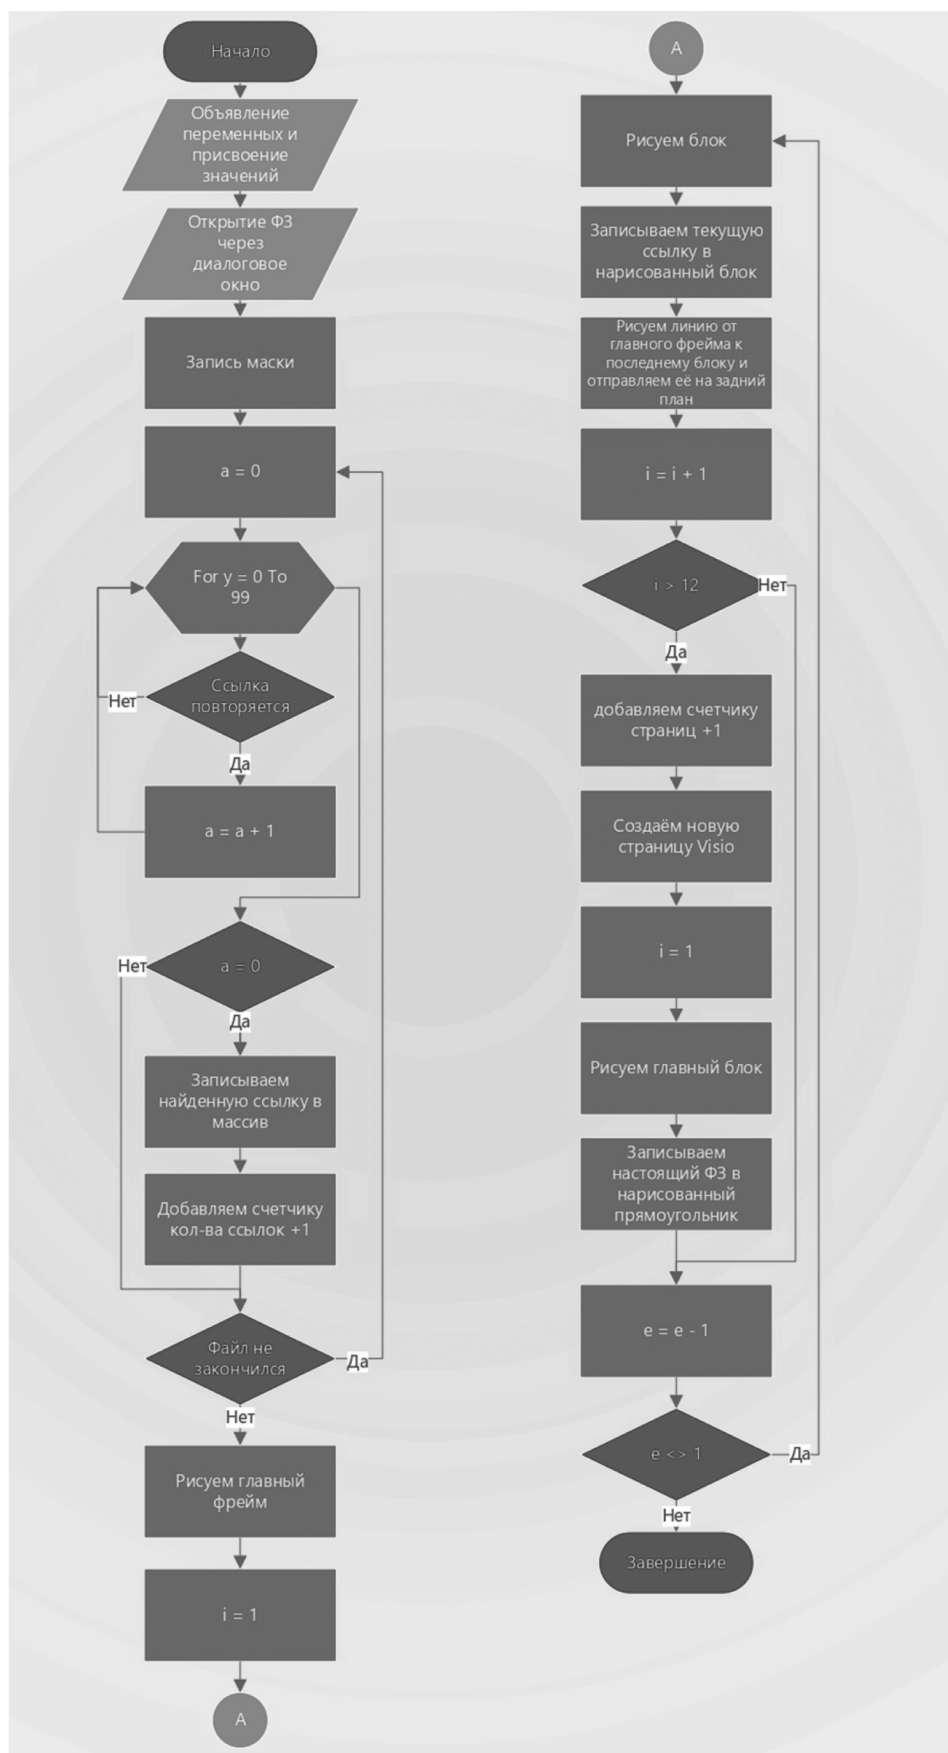 Начало
Объявление
переменных и
присвоение
значений
Открытие ФЗ
через
диалоговое
окно
Запись маски
a = 0
For y = 0 To
99
Ссылка
повторяется
Нет
Да
a = a + 1
a = 0
Нет
Да
Записываем
найденную ссылку в
массив
Добавляем счетчику
кол-ва ссылок +1
Файл не
закончился
Да
Нет
Рисуем главный
фрейм
i = 1
A
A
Рисуем блок
Записываем текущую
ссылку в
нарисованный блок
Рисуем линию от
главного фрейма к
последнему блоку и
отправляем её на задний
план
i = i + 1
i > 12
Нет
Да
добавляем счетчику
страниц +1
Создаём новую
страницу Visio
i = 1
Рисуем главный блок
Записываем
настоящий ФЗ в
нарисованный
прямоугольник
e = e - 1
e <> 1
Да
Нет
Завершение